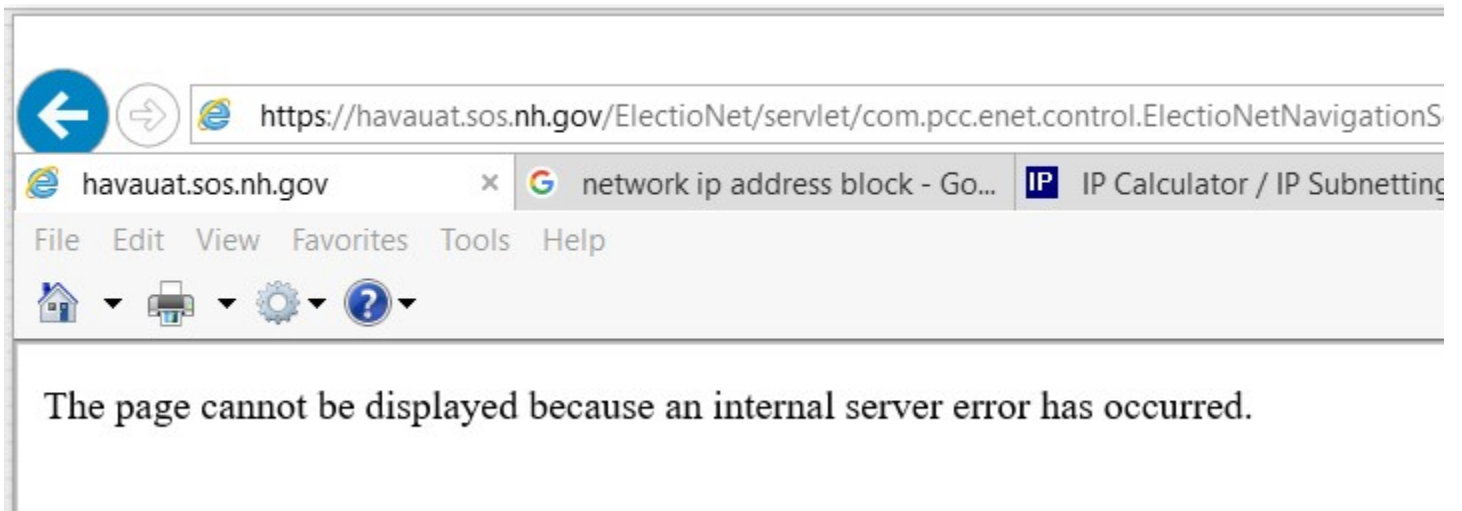 https://havauat.sos.nh.gov/ElectioNet/servlet/com.pcc.enet.control.ElectioNetNavigationS
havauat.sos.nh.gov × G network ip address block - Go... IP IP Calculator / IP Subnetting
File Edit View Favorites Tools Help
The page cannot be displayed because an internal server error has occurred.